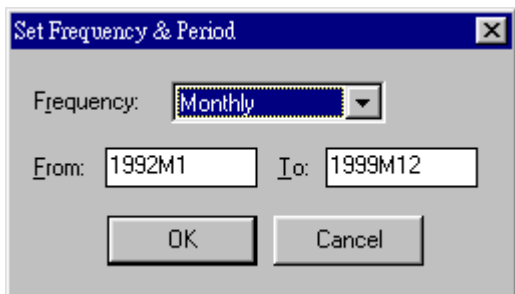 Set Frequency & Period
Frequency: Monthly
From: 1992M1 To: 1999M12
OK Cancel